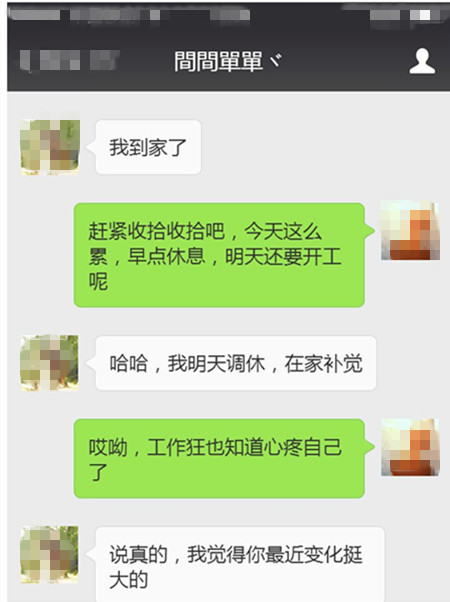 間間單單ヾ
我到家了
赶紧收拾收拾吧，今天这么
累，早点休息，明天还要开工
呢
哈哈，我明天调休，在家补觉
哎呦，工作狂也知道心疼自己
了
说真的，我觉得你最近变化挺
大的